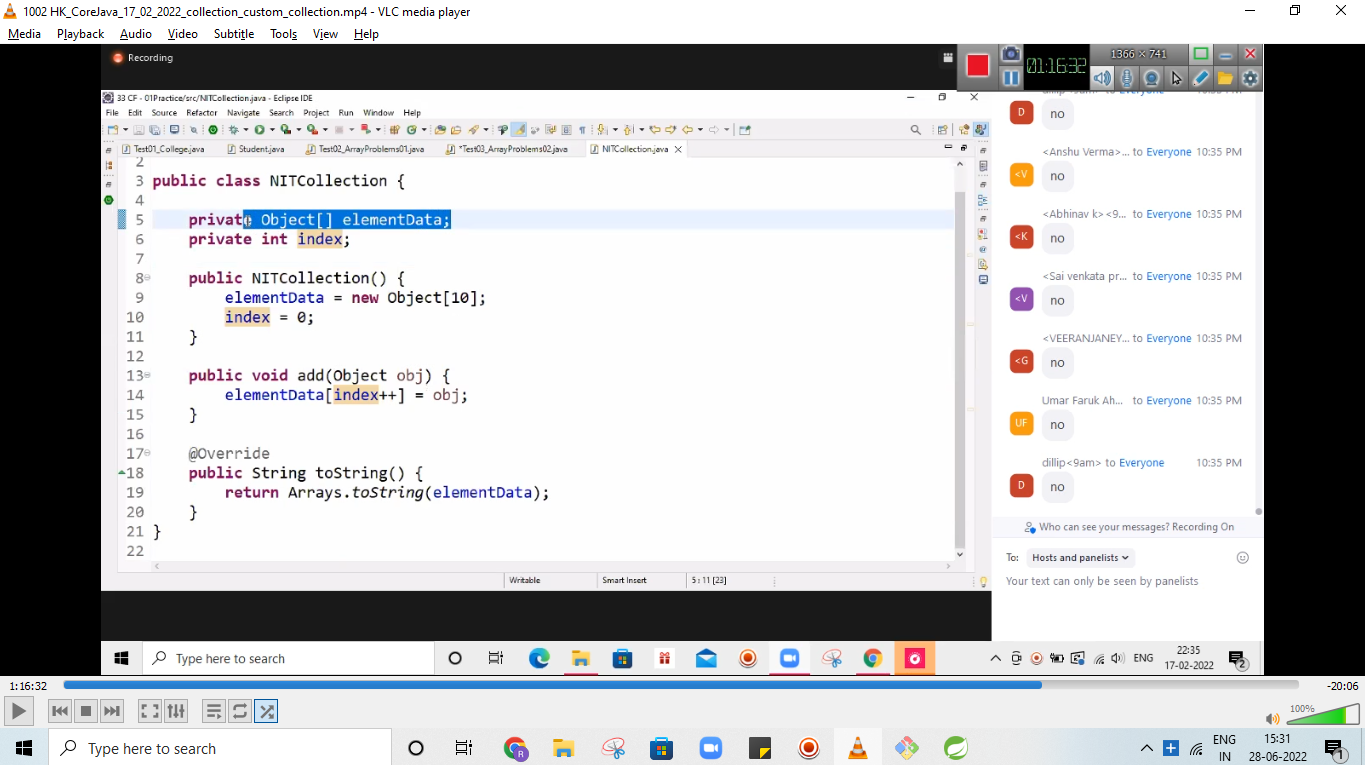 1002 HK_CoreJava_17_02_2022_collection_custom_collection.mp4 - VLC media player
Media Playback Audio Video Subtitle Tools View Help
Recording
01:16:32
1366 × 741
33 CF - 01Practice/src/NITCollection.java - Eclipse IDE
File Edit Source Refactor Navigate Search Project Run Window Help
Test01_College.java Student.java Test02_ArrayProblems01.java *Test03_ArrayProblems02.java NITCollection.java
2
3 public class NITCollection {
4
5 private Object[] elementData;
6 private int index;
7
8 public NITCollection() {
9 elementData = new Object[10];
10 index = 0;
11 }
12
13 public void add(Object obj) {
14 elementData[index++] = obj;
15 }
16
17 @Override
18 public String toString() {
19 return Arrays.toString(elementData);
20 }
21 }
22
Writable Smart Insert 5 : 11 [23]
D no
<Anshu Verma>... to Everyone 10:35 PM
<V no
<Abhinav k> <9... to Everyone 10:35 PM
<K no
<Sai venkata pr... to Everyone 10:35 PM
<V no
<VEERANJANEY... to Everyone 10:35 PM
<G no
Umar Faruk Ah... to Everyone 10:35 PM
UF no
dillip<9am> to Everyone 10:35 PM
D no
Who can see your messages? Recording On
To: Hosts and panelists
Your text can only be seen by panelists
Type here to search
ENG
22:35
17-02-2022
2
1:16:32
-20:06
100%
Type here to search
R
ENG
IN
15:31
28-06-2022
1